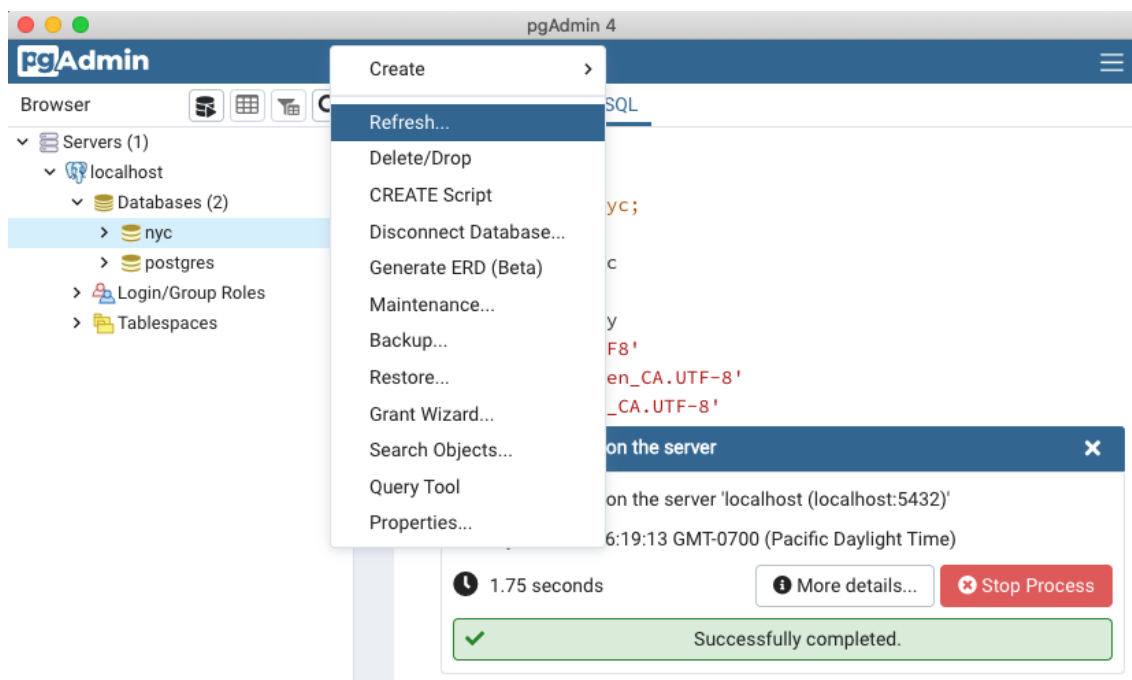 pgAdmin 4
pgAdmin
Browser
SQL
Servers (1)
localhost
Databases (2)
nyc
postgres
Login/Group Roles
Tablespaces
Create
Refresh...
Delete/Drop
CREATE Script
Disconnect Database...
Generate ERD (Beta)
Maintenance...
Backup...
Restore...
Grant Wizard...
Search Objects...
Query Tool
Properties...
yc;
c
y
F8'
en_CA.UTF-8'
_CA.UTF-8'
on the server
on the server 'localhost (localhost:5432)'
6:19:13 GMT-0700 (Pacific Daylight Time)
1.75 seconds
More details...
Stop Process
Successfully completed.